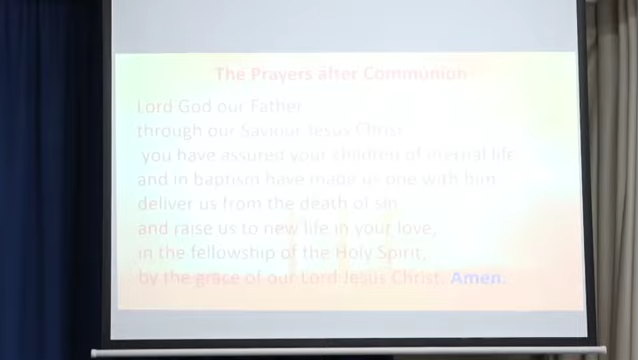 The Prayers after Communion
Lord God our Father
through our Saviour Jesus Christ
you have assured your children of eternal life
and in baptism have made us one with him
deliver us from the death of sin
and raise us to new life in your love,
in the fellowship of the Holy Spirit,
by the grace of our Lord Jesus Christ. Amen.